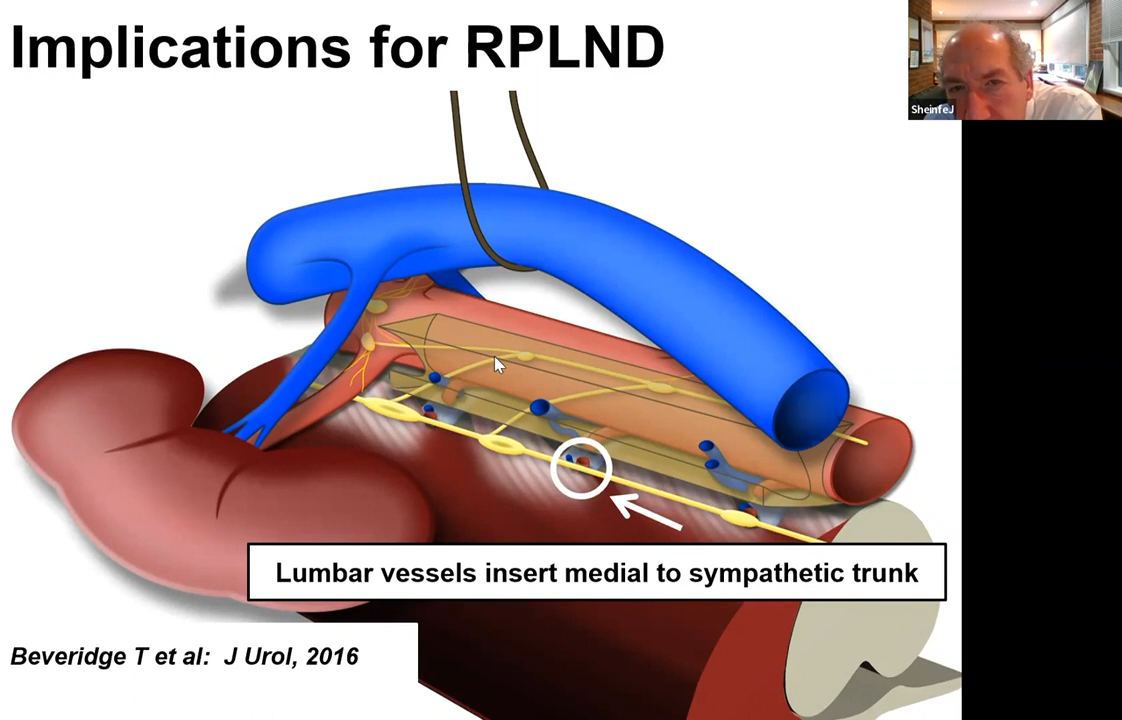 Implications for RPLND
SheinfeJ
Lumbar vessels insert medial to sympathetic trunk
Beveridge T et al: J Urol, 2016